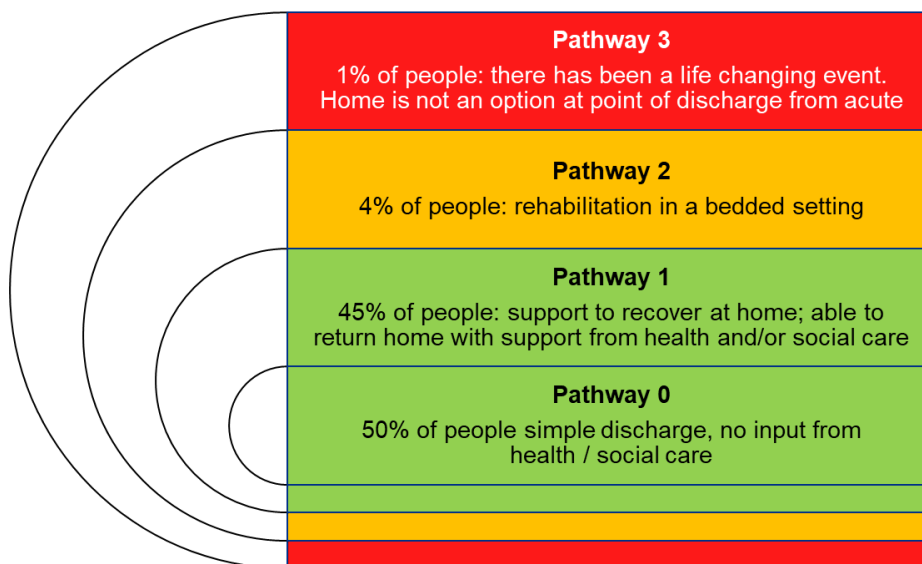 Pathway 3
1% of people: there has been a life changing event.
Home is not an option at point of discharge from acute
Pathway 2
4% of people: rehabilitation in a bedded setting
Pathway 1
45% of people: support to recover at home; able to
return home with support from health and/or social care
Pathway 0
50% of people simple discharge, no input from
health / social care